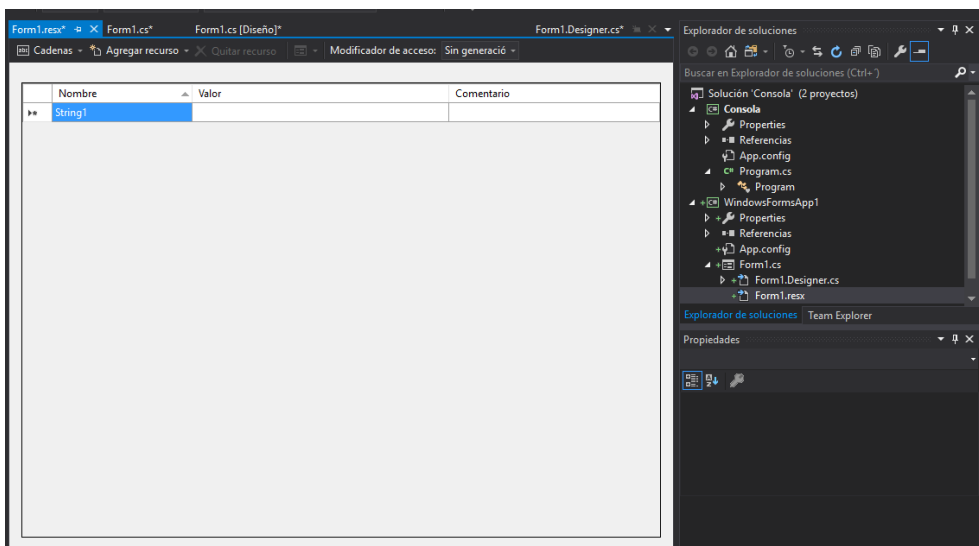 Form1.resx* Form1.cs* Form1.cs [Diseño]* Form1.Designer.cs*
Cadenas Agregar recurso Quitar recurso Modificador de acceso: Sin generació
Nombre Valor Comentario
String1
Explorador de soluciones
Buscar en Explorador de soluciones (Ctrl+´)
Solución 'Consola' (2 proyectos)
Consola
Properties
Referencias
App.config
Program.cs
Program
WindowsFormsApp1
Properties
Referencias
App.config
Form1.cs
Form1.Designer.cs
Form1.resx
Explorador de soluciones Team Explorer
Propiedades